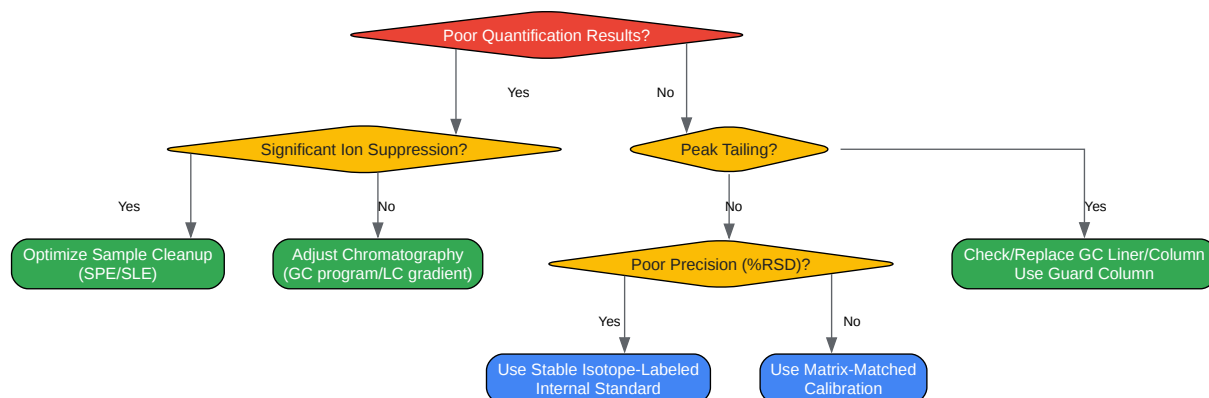 Poor Quantification Results?
Yes
No
Significant Ion Suppression?
Peak Tailing?
Yes
No
No
Yes
Optimize Sample Cleanup
(SPE/SLE)
Adjust Chromatography
(GC program/LC gradient)
Poor Precision (%RSD)?
Check/Replace GC Liner/Column
Use Guard Column
Yes
No
Use Stable Isotope-Labeled
Internal Standard
Use Matrix-Matched
Calibration